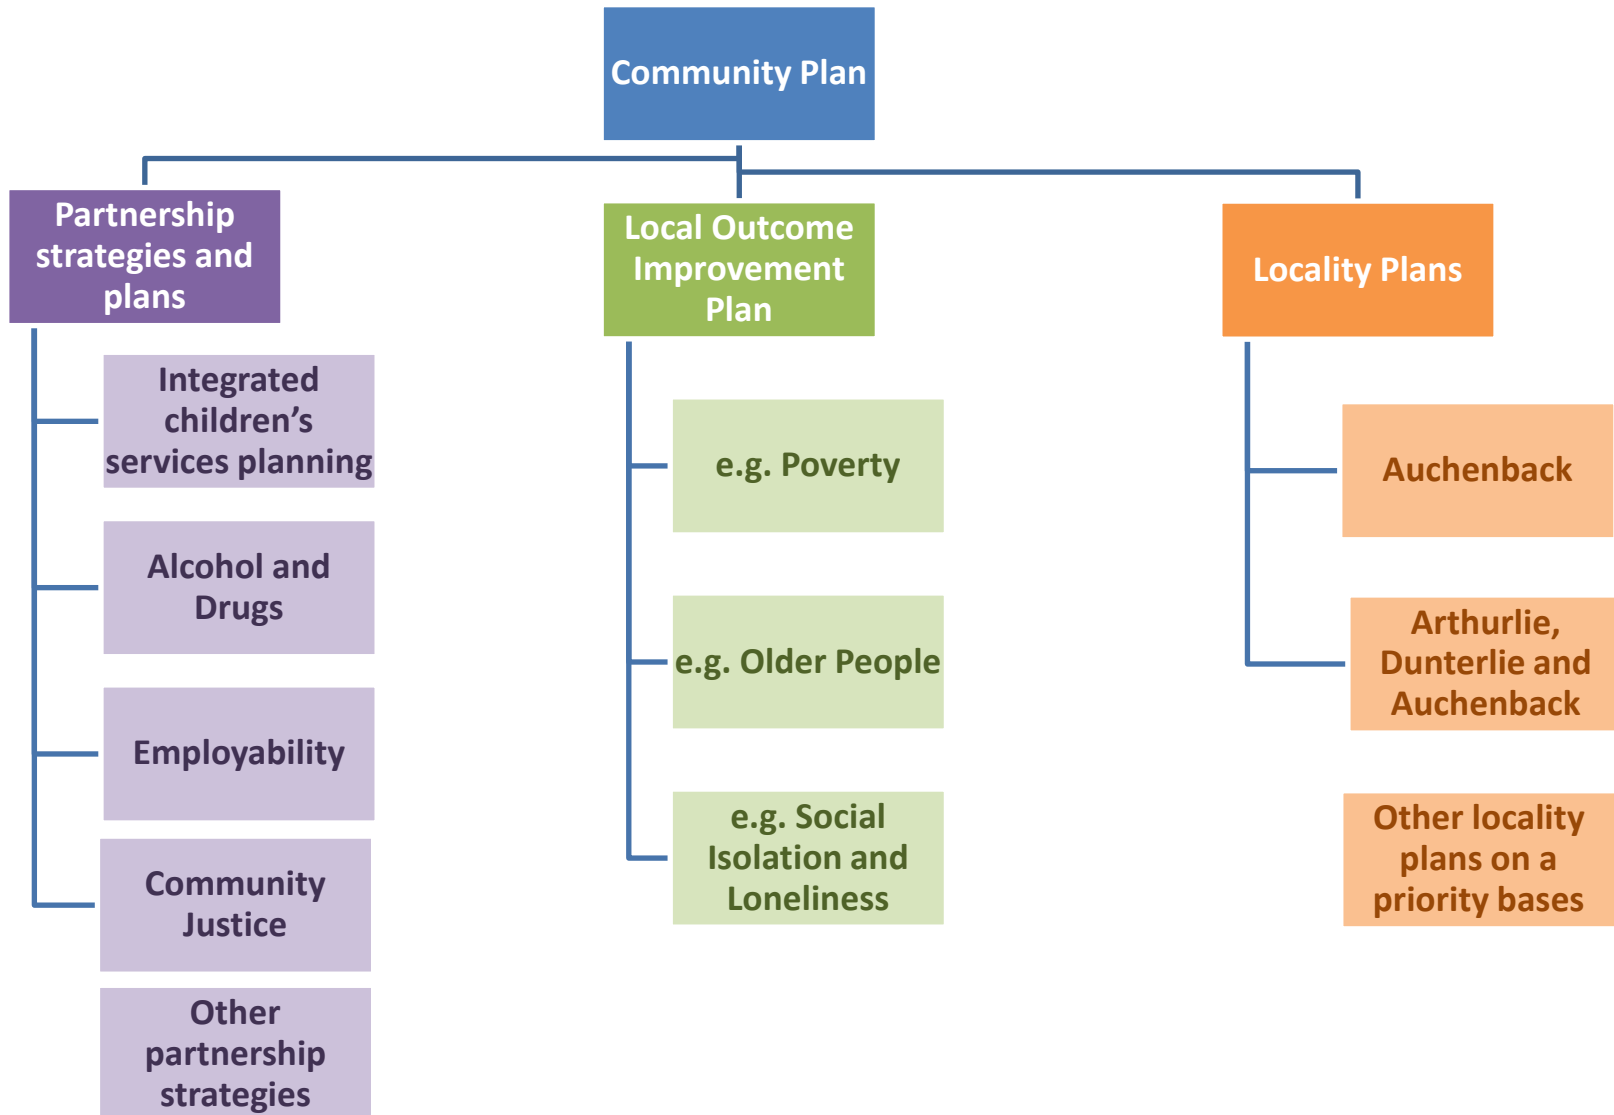 Community Plan
Partnership
strategies and
plans
Integrated
children’s
services planning
Alcohol and
Drugs
Employability
Community
Justice
Other
partnership
strategies
Local Outcome
Improvement
Plan
e.g. Poverty
e.g. Older People
e.g. Social
Isolation and
Loneliness
Locality Plans
Auchenback
Arthurlie,
Dunterlie and
Auchenback
Other locality
plans on a
priority bases